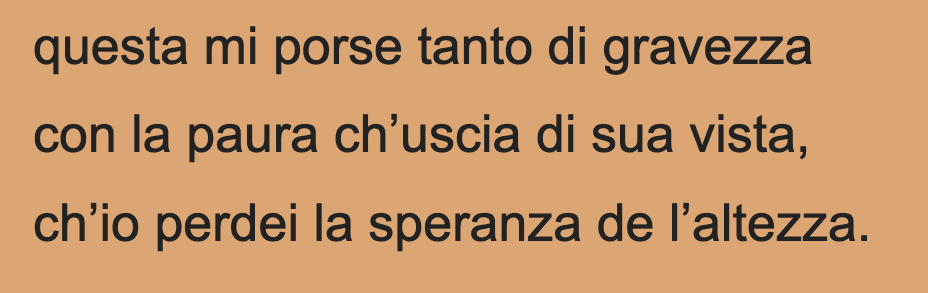 questa mi porse tanto di gravezza
con la paura ch’uscia di sua vista,
ch’io perdei la speranza de l’altezza.